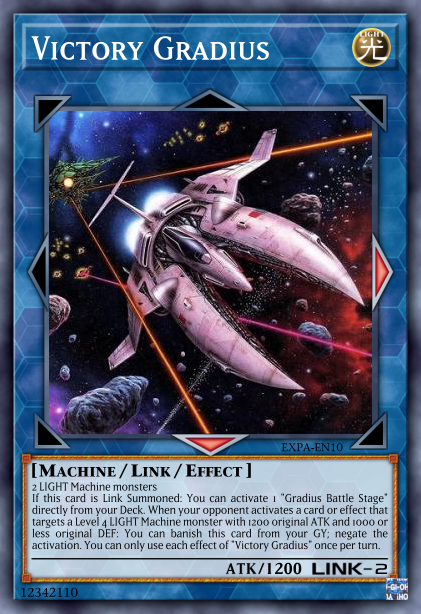 VICTORY GRADIUS
LIGHT
光
EXPA-EN10
[MACHINE / LINK / EFFECT]
2 LIGHT Machine monsters
If this card is Link Summoned: You can activate 1 "Gradius Battle Stage"
directly from your Deck. When your opponent activates a card or effect that
targets a Level 4 LIGHT Machine monster with 1200 original ATK and 1000 or
less original DEF: You can banish this card from your GY; negate the
activation. You can only use each effect of "Victory Gradius" once per turn.
ATK/1200 LINK-2
12342110